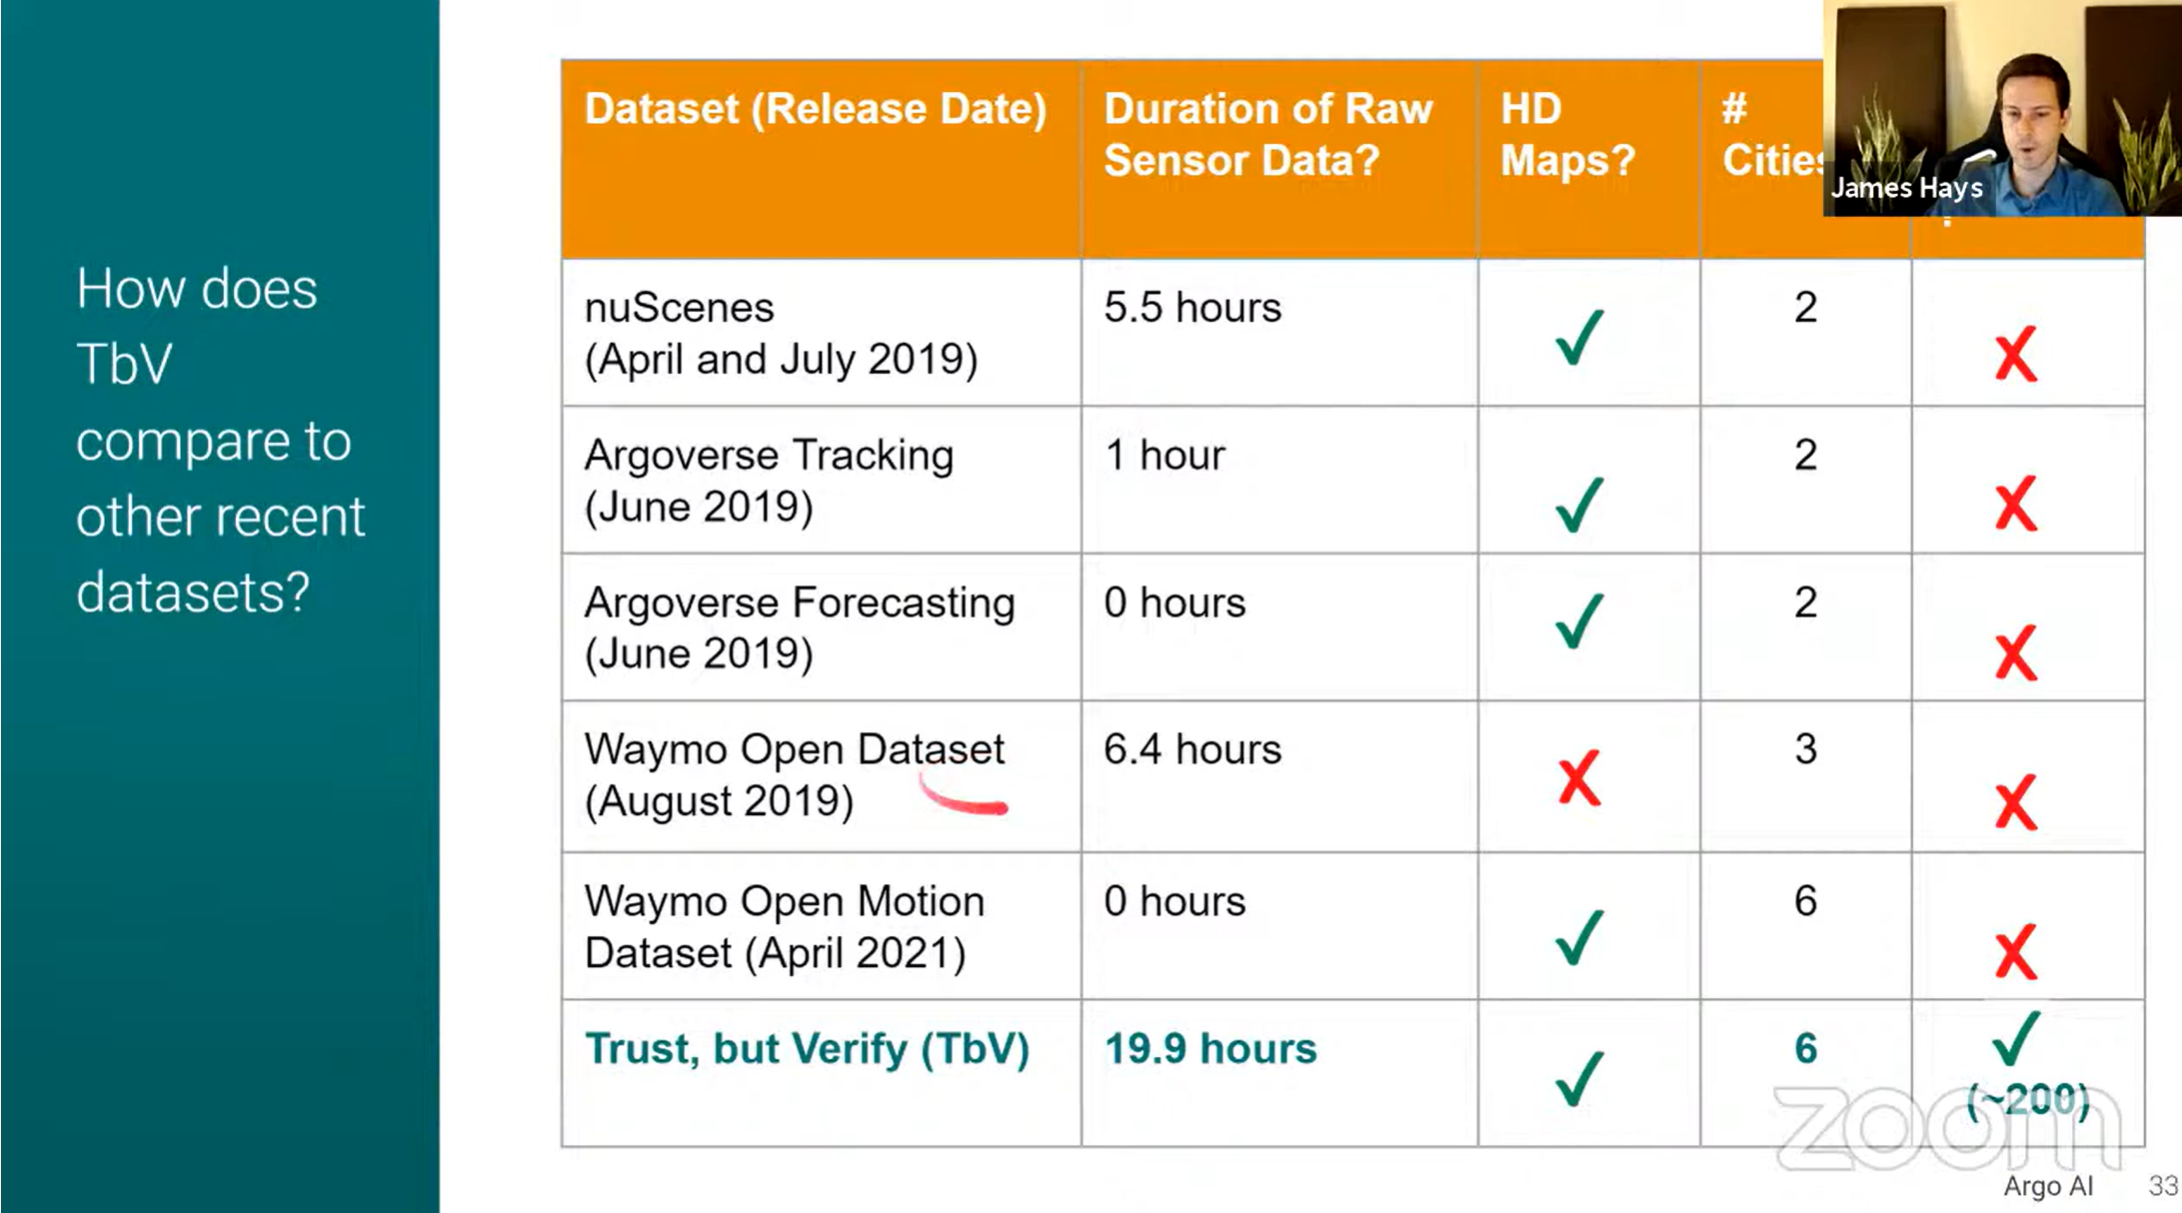 How does
TbV
compare to
other recent
datasets?
Dataset (Release Date)
Duration of Raw
Sensor Data?
HD
Maps?
#
Cities
?
James Hays
nuScenes
(April and July 2019)
5.5 hours
✓
2
✗
Argoverse Tracking
(June 2019)
1 hour
✓
2
✗
Argoverse Forecasting
(June 2019)
0 hours
✓
2
✗
Waymo Open Dataset
(August 2019)
6.4 hours
✗
3
✗
Waymo Open Motion
Dataset (April 2021)
0 hours
✓
6
✗
Trust, but Verify (TbV)
19.9 hours
✓
6
✓
(~200)
zoom
Argo AI
33